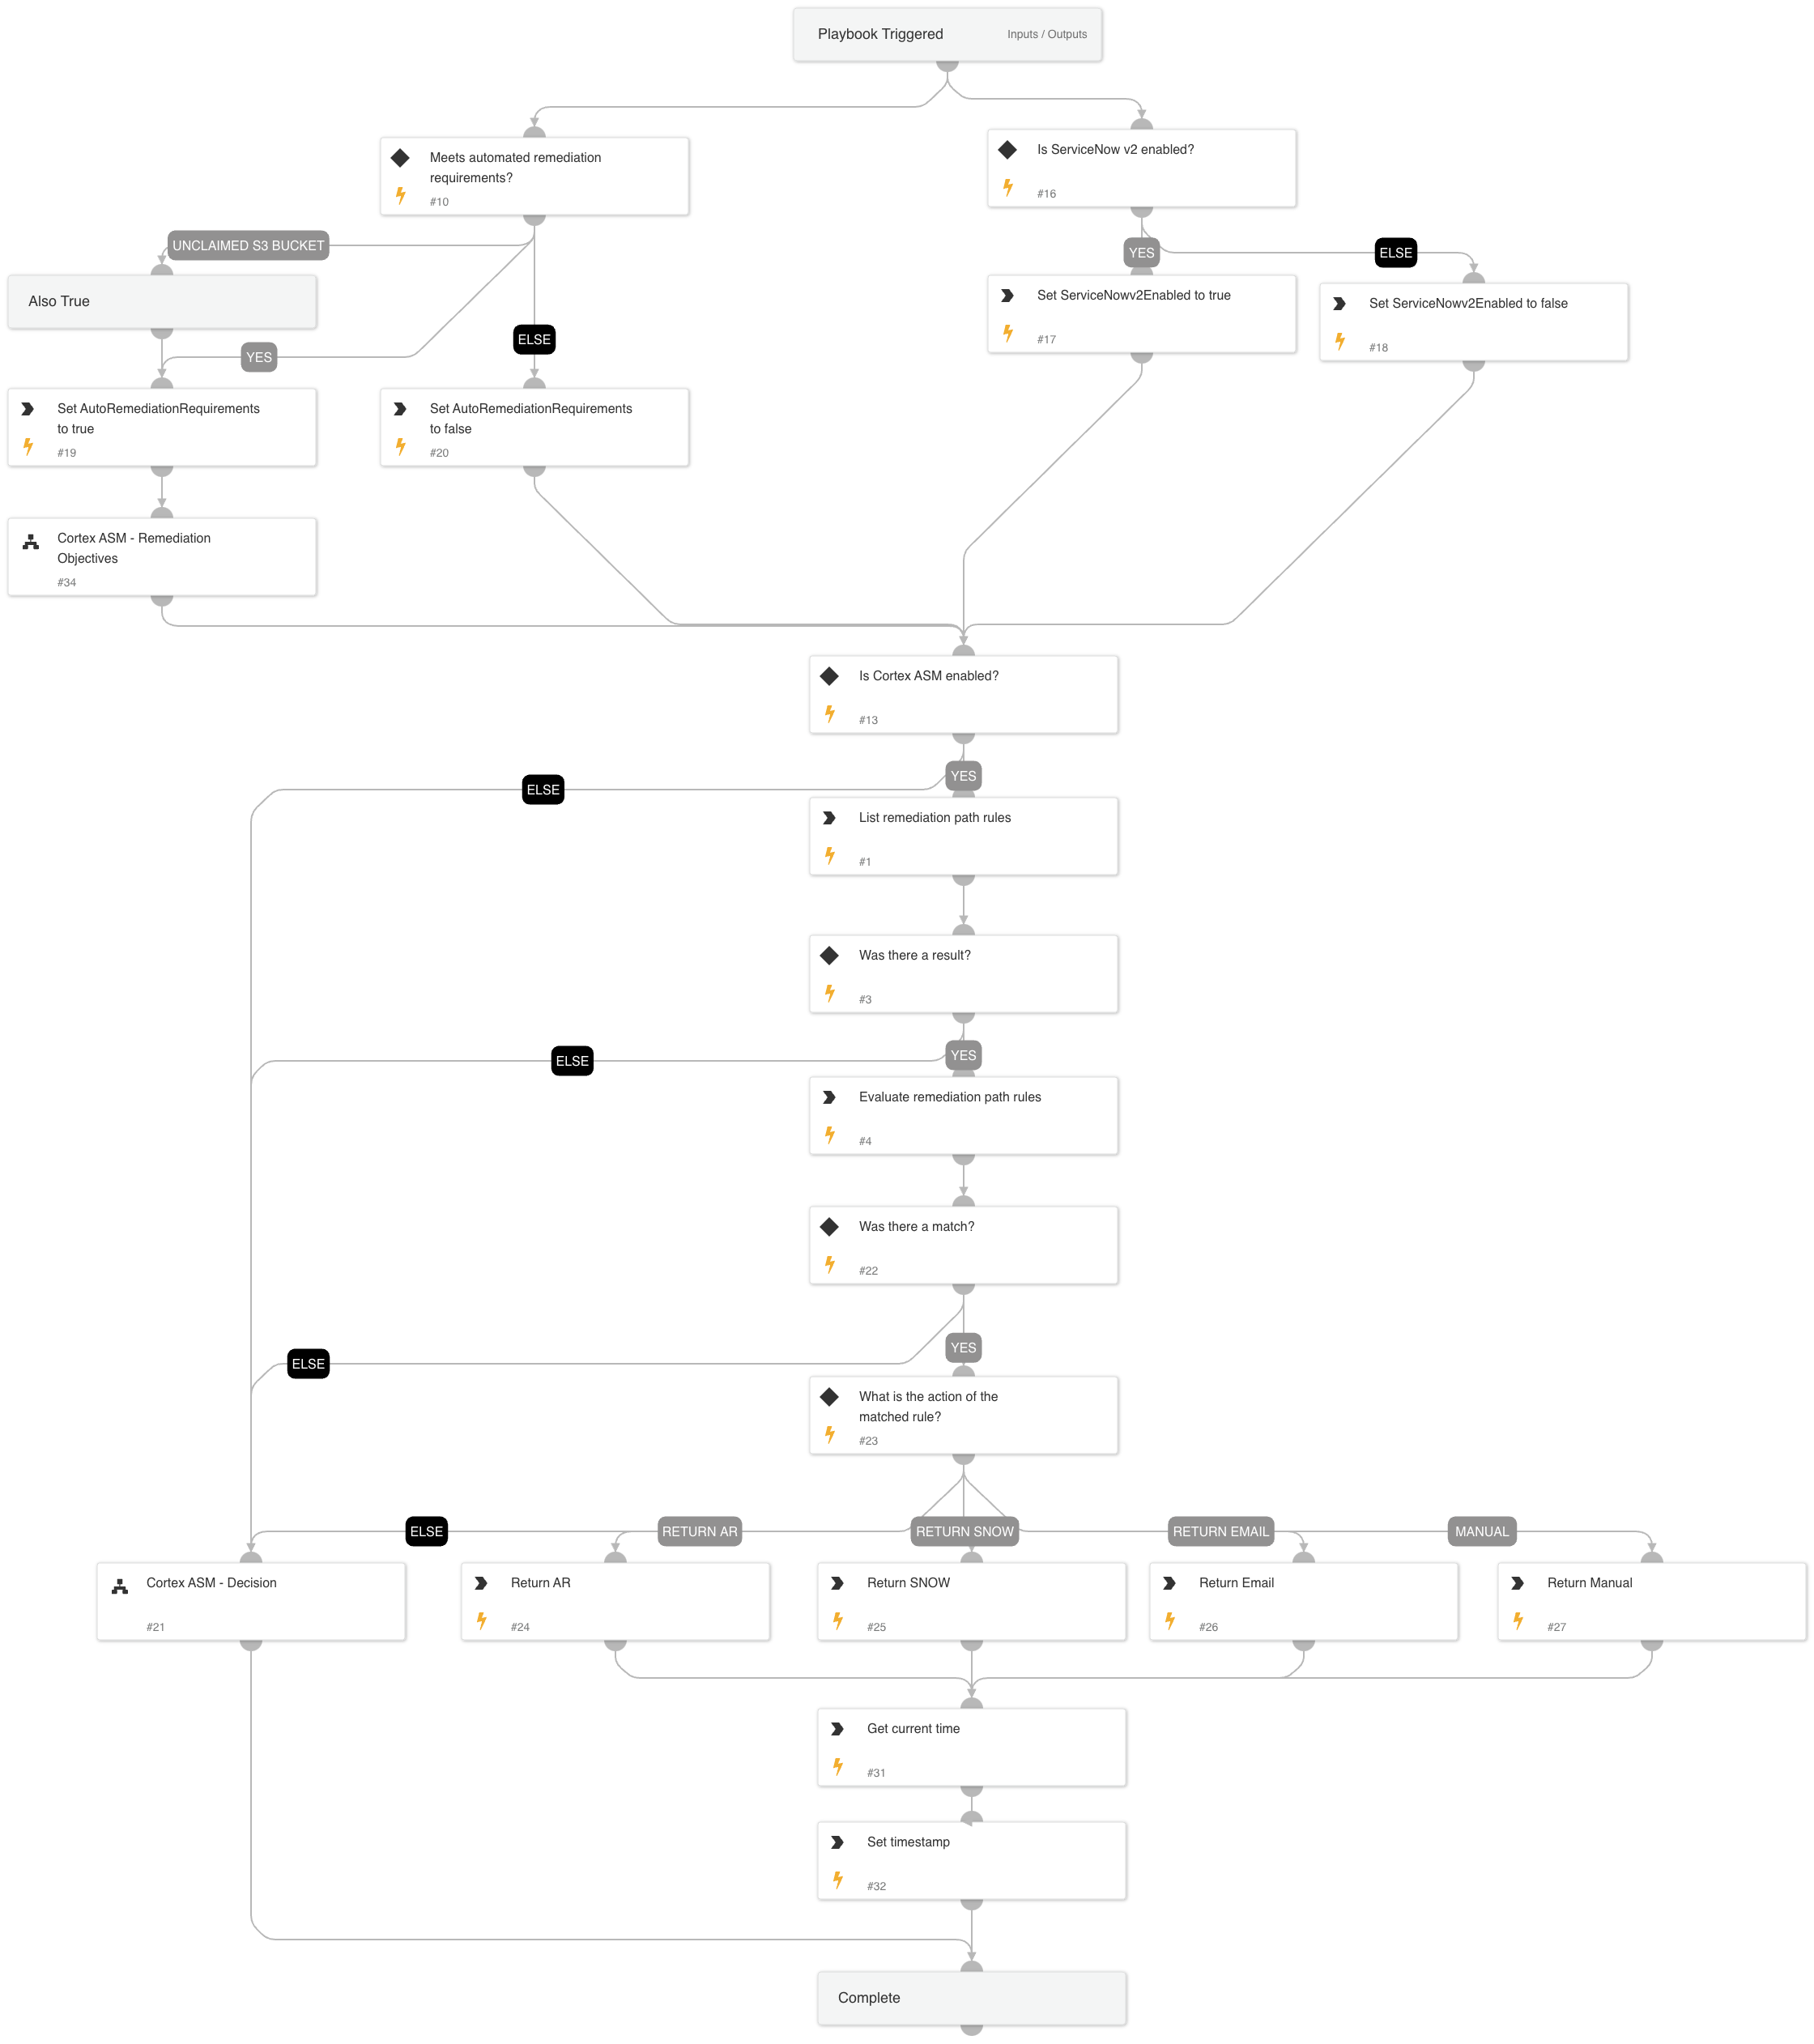 Playbook Triggered
Inputs / Outputs
Meets automated remediation
requirements?
#10
Is ServiceNow v2 enabled?
#16
UNCLAIMED S3 BUCKET
YES
ELSE
Also True
Set ServiceNowv2Enabled to true
#17
Set ServiceNowv2Enabled to false
#18
ELSE
YES
Set AutoRemediationRequirements
to true
#19
Set AutoRemediationRequirements
to false
#20
Cortex ASM - Remediation
Objectives
#34
Is Cortex ASM enabled?
#13
YES
ELSE
List remediation path rules
#1
Was there a result?
#3
YES
ELSE
Evaluate remediation path rules
#4
Was there a match?
#22
YES
ELSE
What is the action of the
matched rule?
#23
ELSE
RETURN AR
RETURN SNOW
RETURN EMAIL
MANUAL
Cortex ASM - Decision
#21
Return AR
#24
Return SNOW
#25
Return Email
#26
Return Manual
#27
Get current time
#31
Set timestamp
#32
Complete